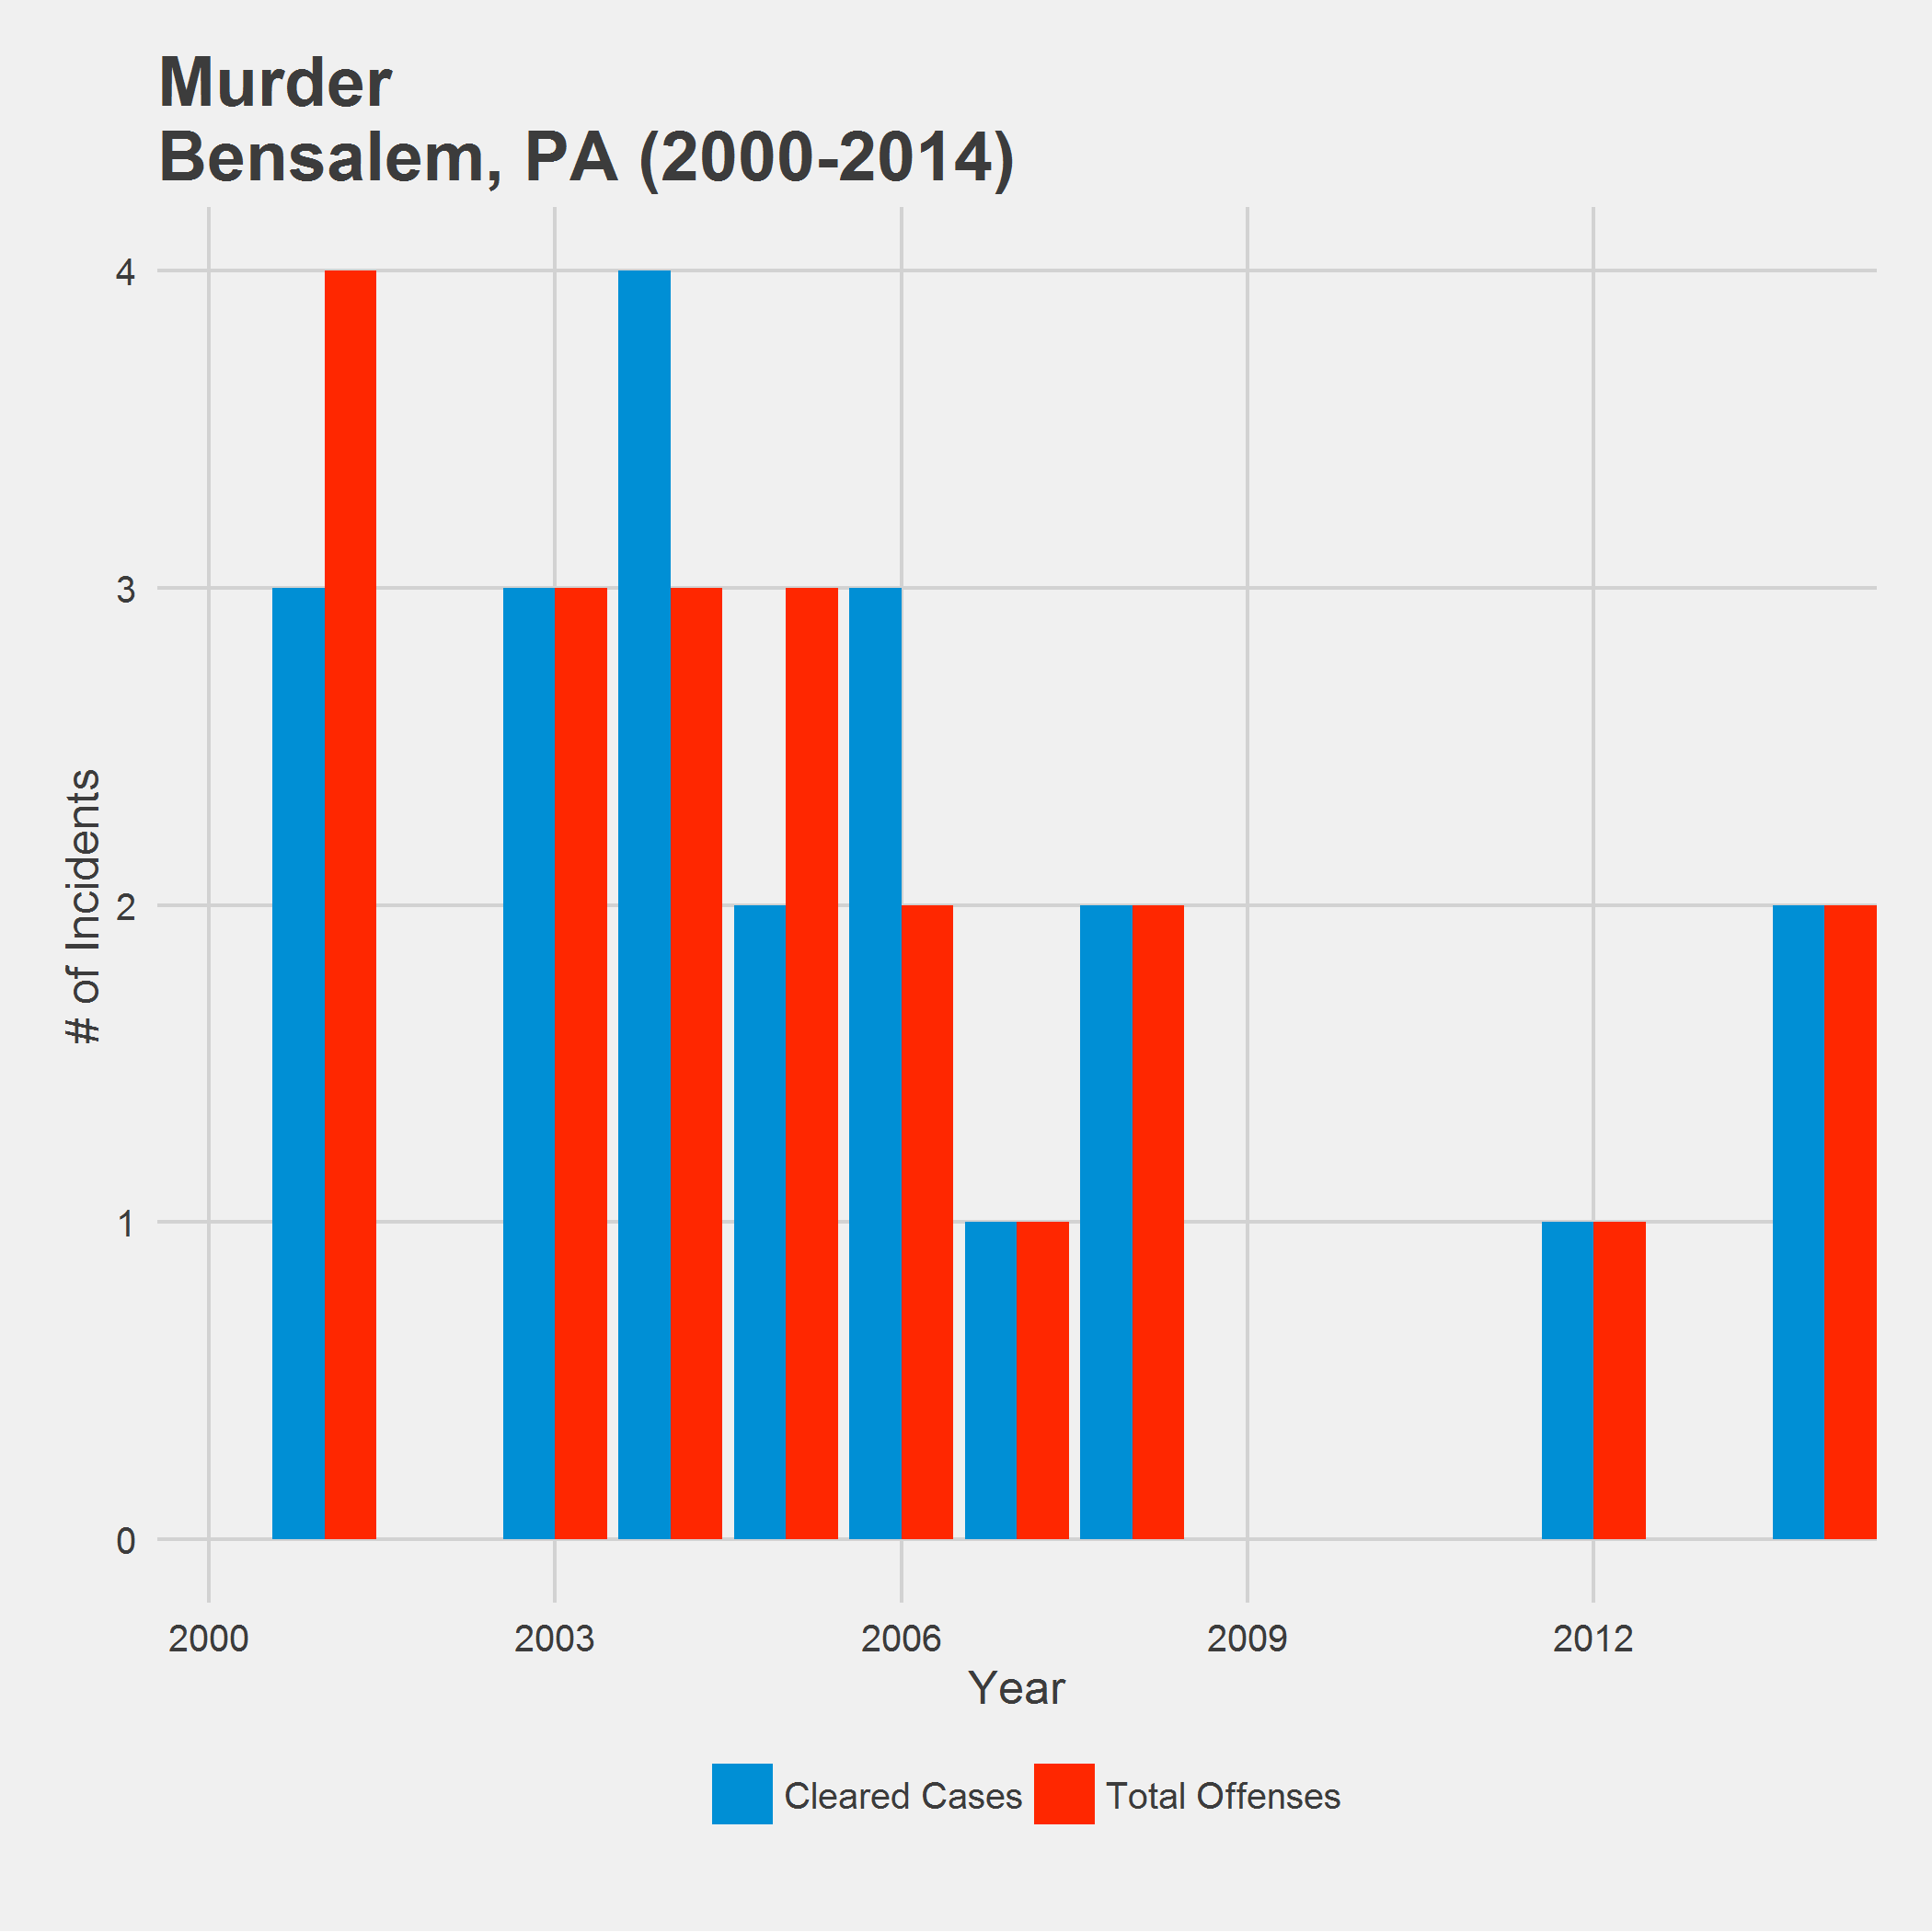 Murder
Bensalem, PA (2000-2014)
4
3
2
1
0
# of Incidents
2000 2003 2006 2009 2012
Year
Cleared Cases Total Offenses